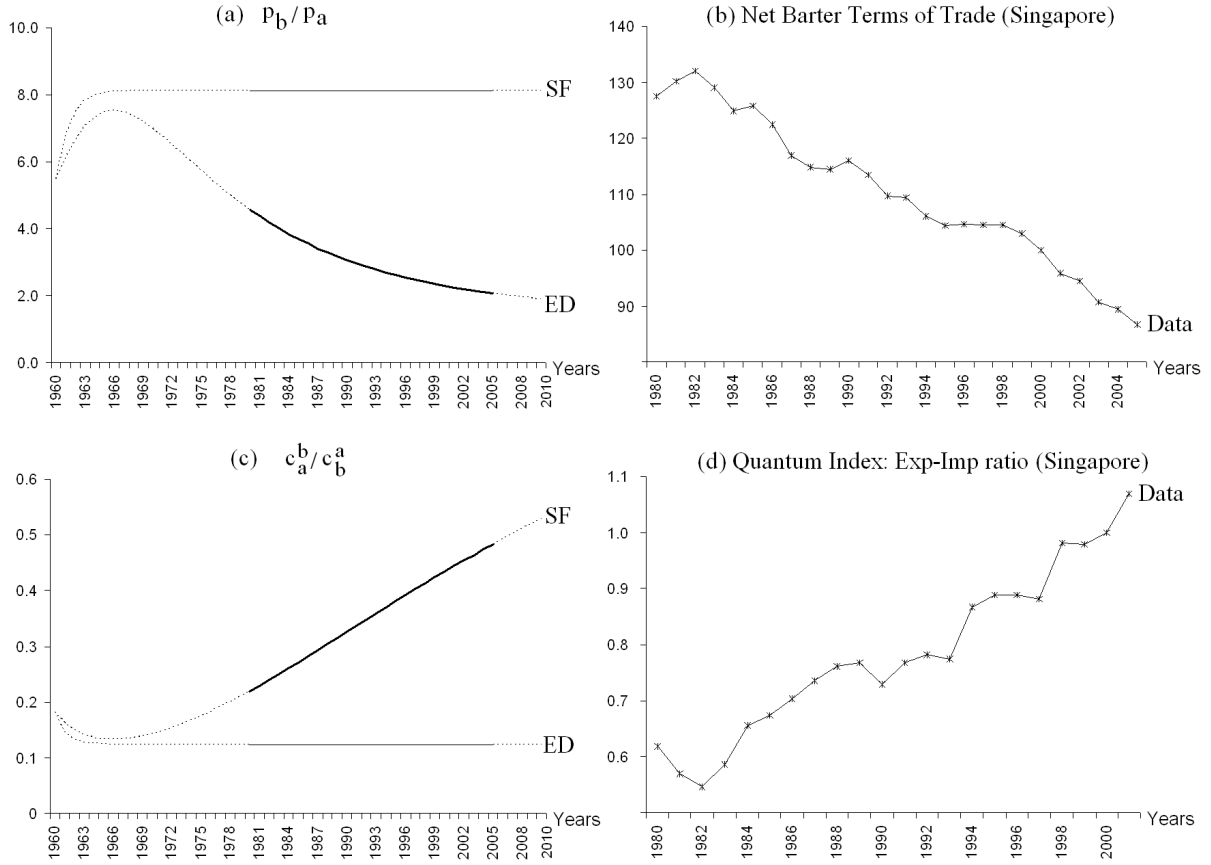 (a) p_b/p_a
10.0
8.0
6.0
4.0
2.0
0.0
SF
ED
Years
1960 1963 1966 1969 1972 1975 1978 1981 1984 1987 1990 1993 1996 1999 2002 2005 2010
(b) Net Barter Terms of Trade (Singapore)
140
130
120
110
100
90
Data
Years
1980 1982 1984 1986 1988 1990 1992 1994 1996 1998 2000 2002 2004
(c) c_a^b/c_b^a
0.6
0.5
0.4
0.3
0.2
0.1
0
SF
ED
Years
1960 1963 1966 1969 1972 1975 1978 1981 1984 1987 1990 1993 1996 1999 2002 2005 2010
(d) Quantum Index: Exp-Imp ratio (Singapore)
1.1
1.0
0.9
0.8
0.7
0.6
Data
Years
1980 1982 1984 1986 1988 1990 1992 1994 1996 1998 2000